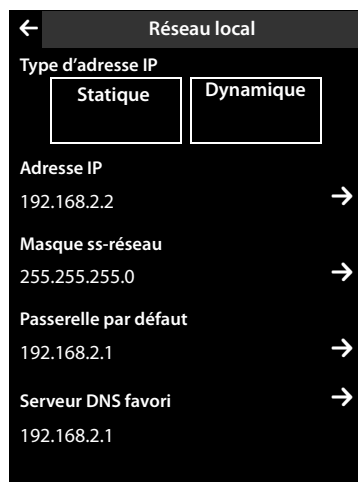 Réseau local
Type d’adresse IP
Statique Dynamique
Adresse IP
192.168.2.2
Masque ss-réseau
255.255.255.0
Passerelle par défaut
192.168.2.1
Serveur DNS favori
192.168.2.1